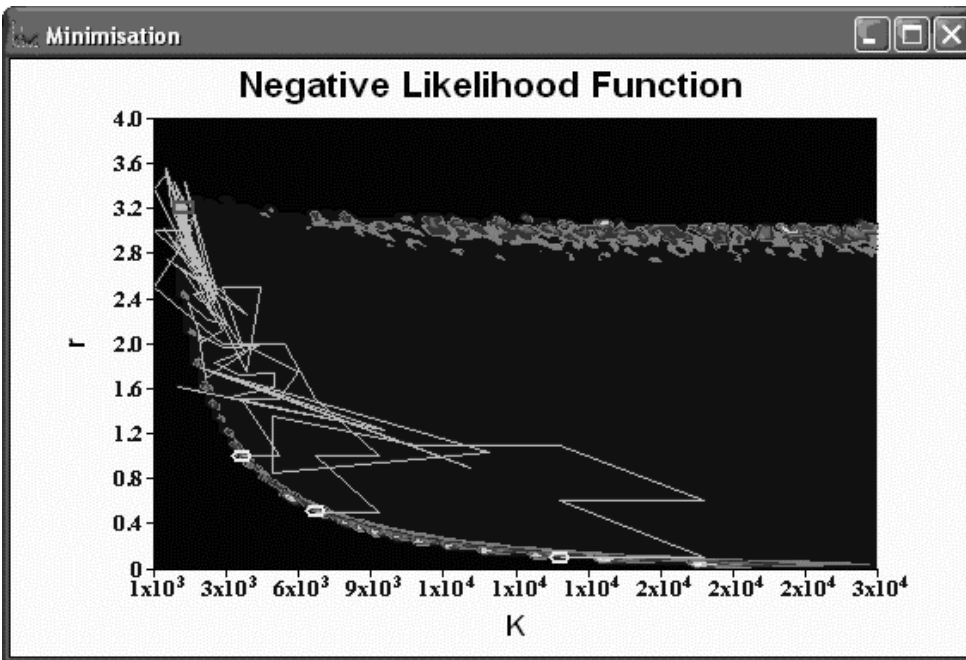 Minimisation
Negative Likelihood Function
4.0
3.6
3.2
2.8
2.4
2.0
1.6
1.2
0.8
0.4
0
r
1x10³ 3x10³ 6x10³ 9x10³ 1x10⁴ 1x10⁴ 1x10⁴ 2x10⁴ 2x10⁴ 2x10⁴ 3x10⁴
K